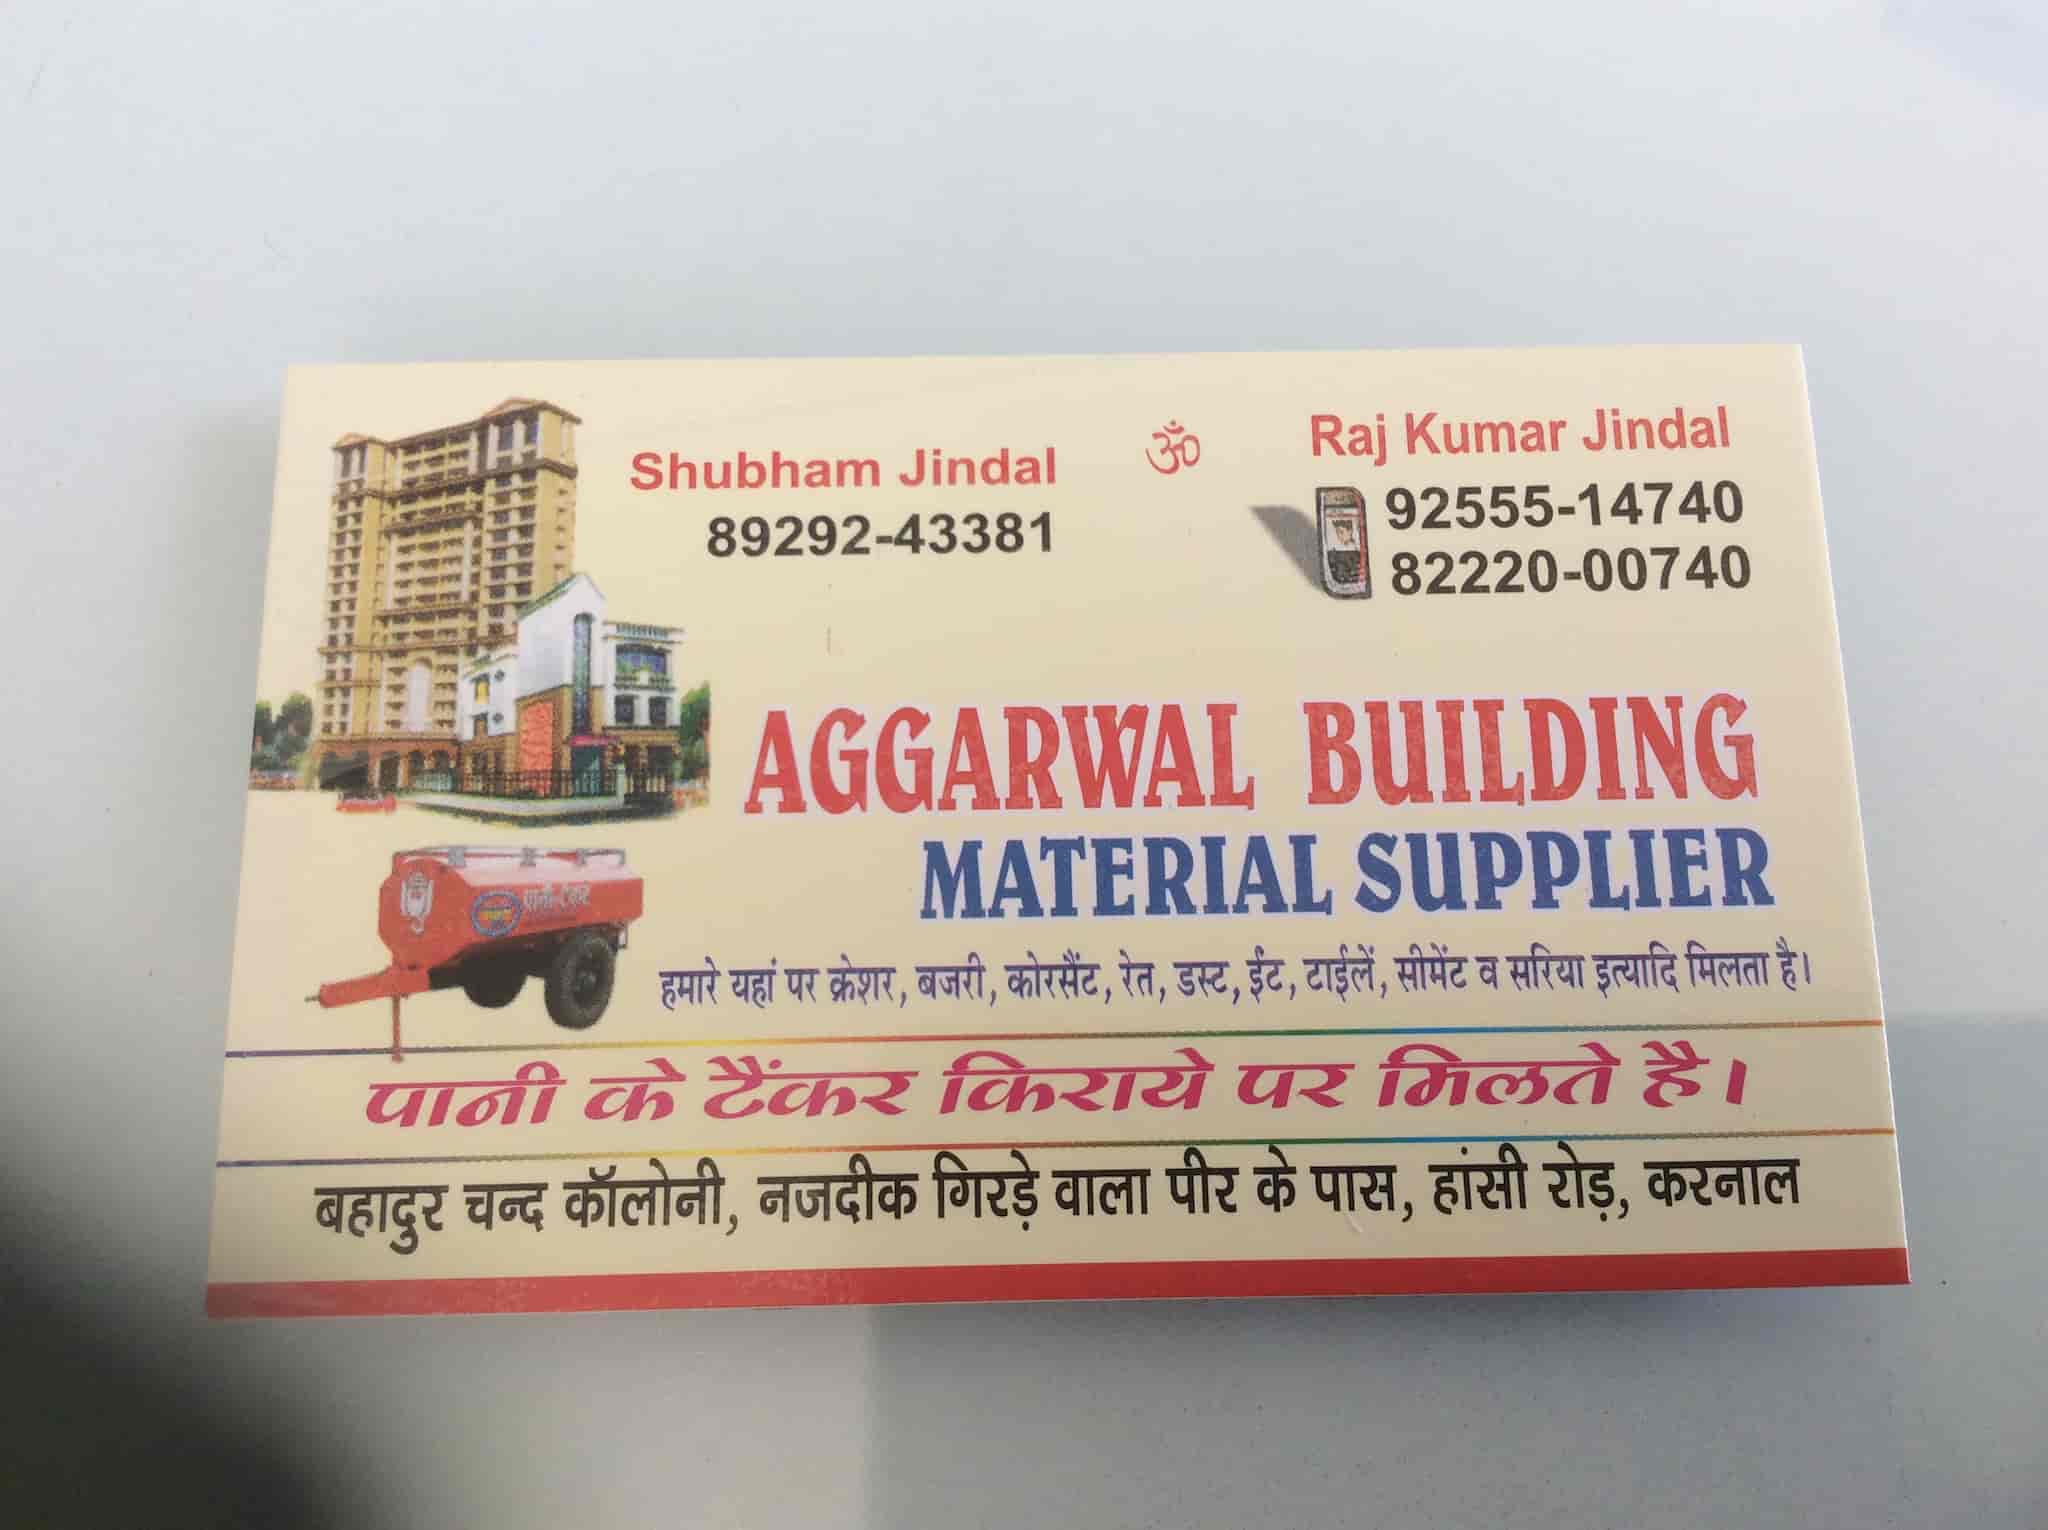 ॐ
Shubham Jindal
89292-43381
Raj Kumar Jindal
92555-14740
82220-00740
AGGARWAL BUILDING
MATERIAL SUPPLIER
पानी-टैंकर
हमारे यहां पर क्रेशर, बजरी, कोरसैंट, रेत, डस्ट, ईंट, टाईलें, सीमेंट व सरिया इत्यादि मिलता है।
पानी के टैंकर किराये पर मिलते है।
बहादुर चन्द कॉलोनी, नजदीक गिरड़े वाला पीर के पास, हांसी रोड़, करनाल